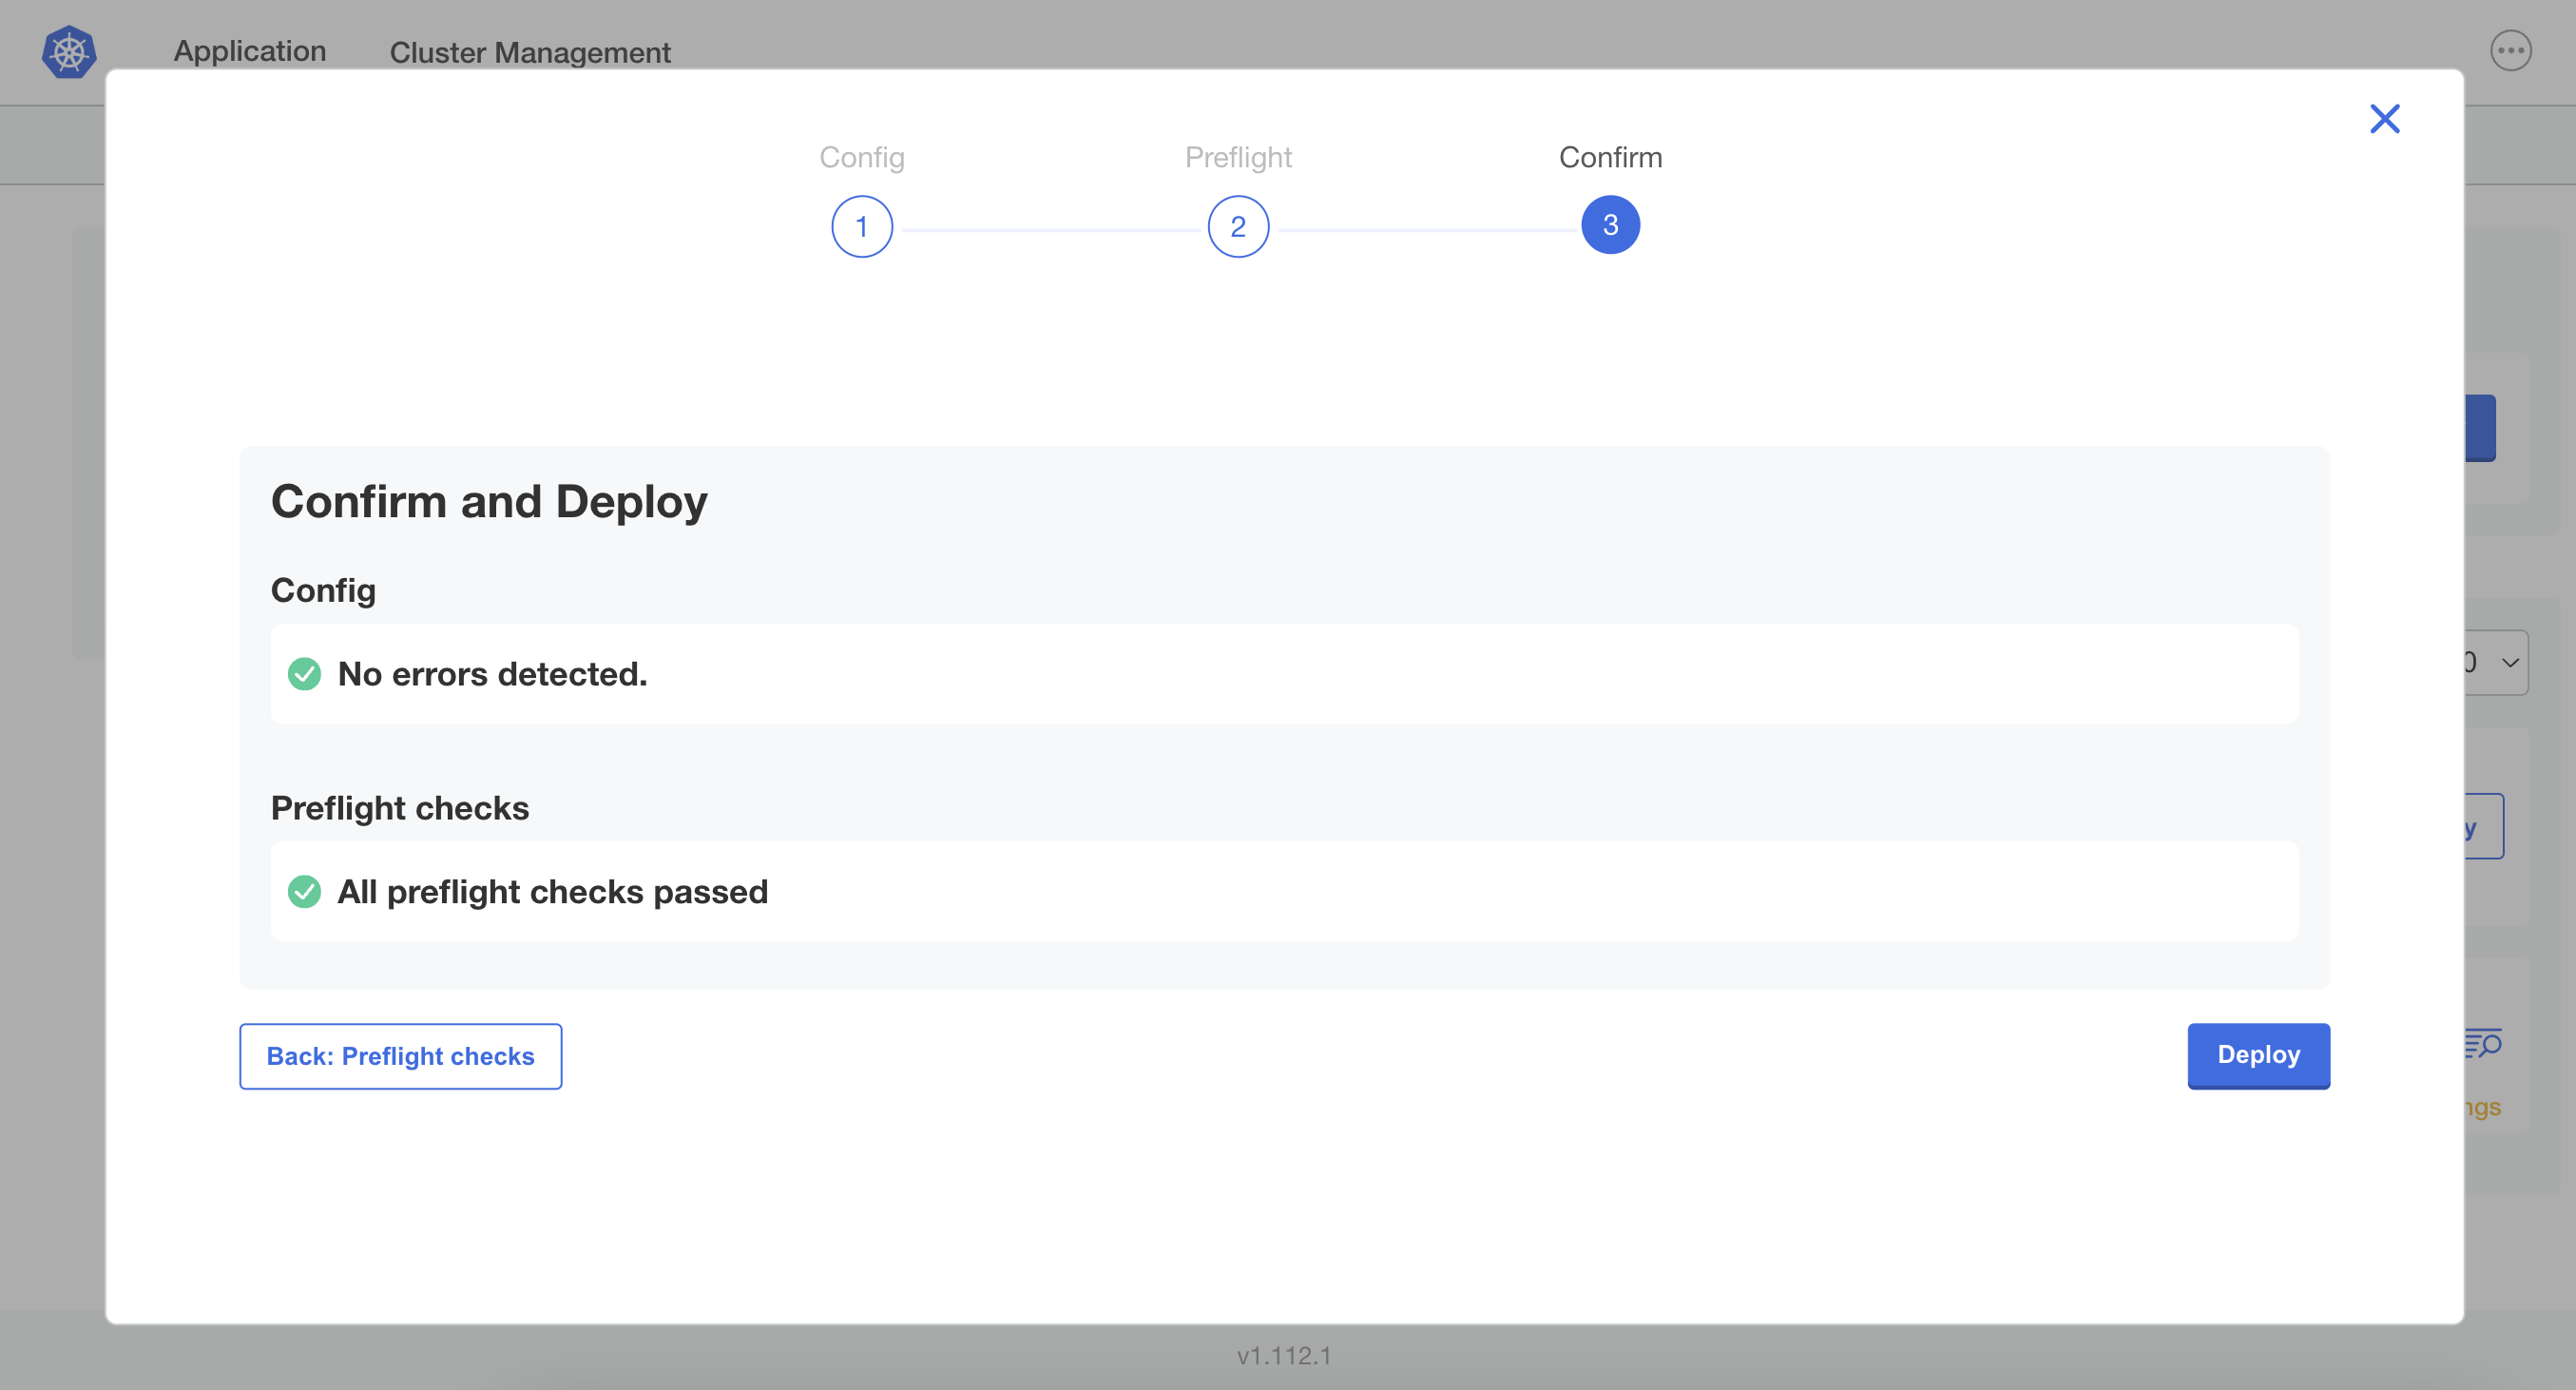 Application
Cluster Management
Config
Preflight
Confirm
1
2
3
Confirm and Deploy
Config
No errors detected.
Preflight checks
All preflight checks passed
Back: Preflight checks
Deploy
v1.112.1